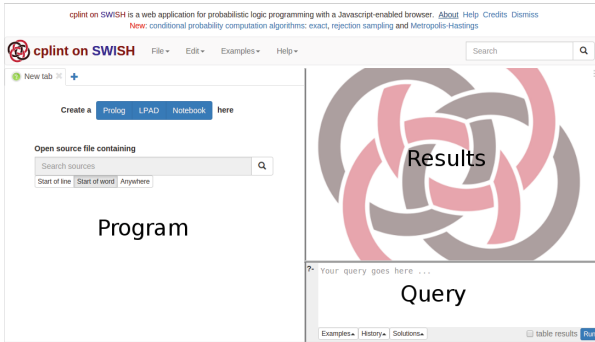 cplint on SWISH is a web application for probabilistic logic programming with a Javascript-enabled browser. About Help Credits Dismiss
New: conditional probability computation algorithms: exact, rejection sampling and Metropolis-Hastings
cplint on SWISH File Edit Examples Help Search
New tab
Create a Prolog LPAD Notebook here
Open source file containing
Search sources
Start of line Start of word Anywhere
Program
Results
?- Your query goes here ...
Query
Examples History Solutions table results Run